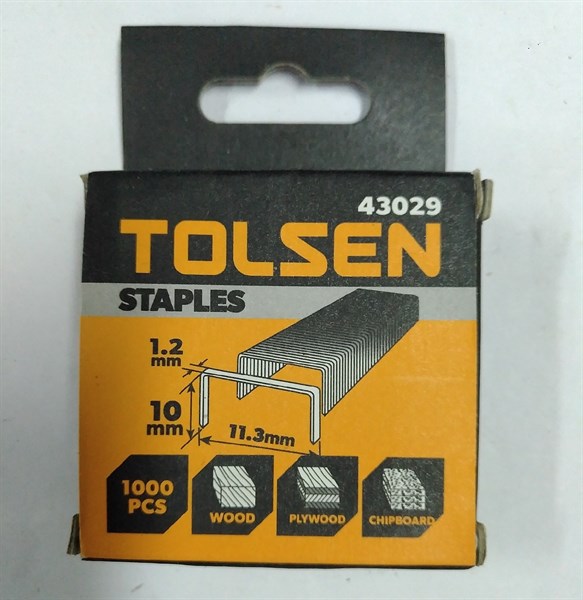 43029
TOLSEN
STAPLES
1.2
mm
10
mm
11.3mm
1000
PCS
WOOD
PLYWOOD
CHIPBOARD